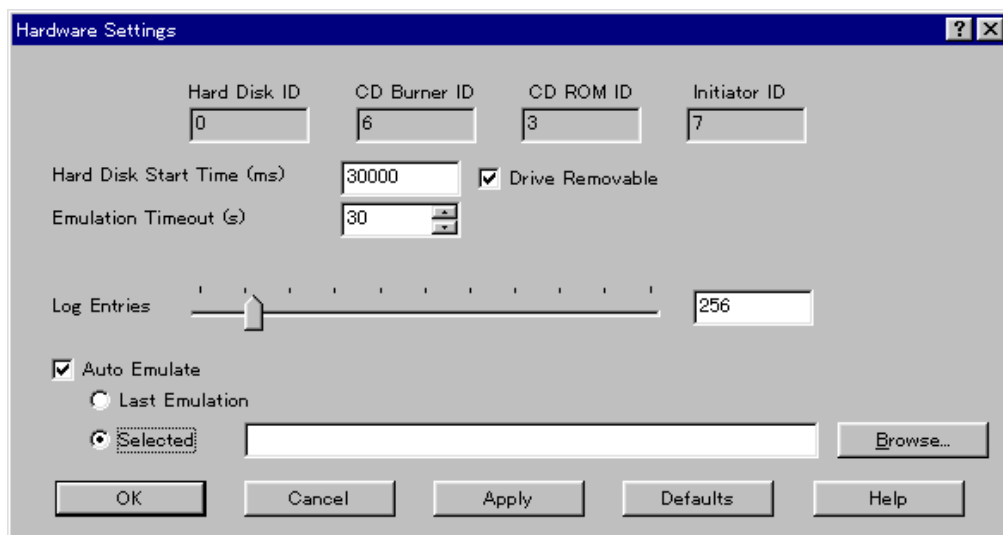 Hardware Settings
Hard Disk ID CD Burner ID CD ROM ID Initiator ID
0 6 3 7
Hard Disk Start Time (ms) 30000 Drive Removable
Emulation Timeout (s) 30
Log Entries 256
Auto Emulate
Last Emulation
Selected Browse...
OK Cancel Apply Defaults Help